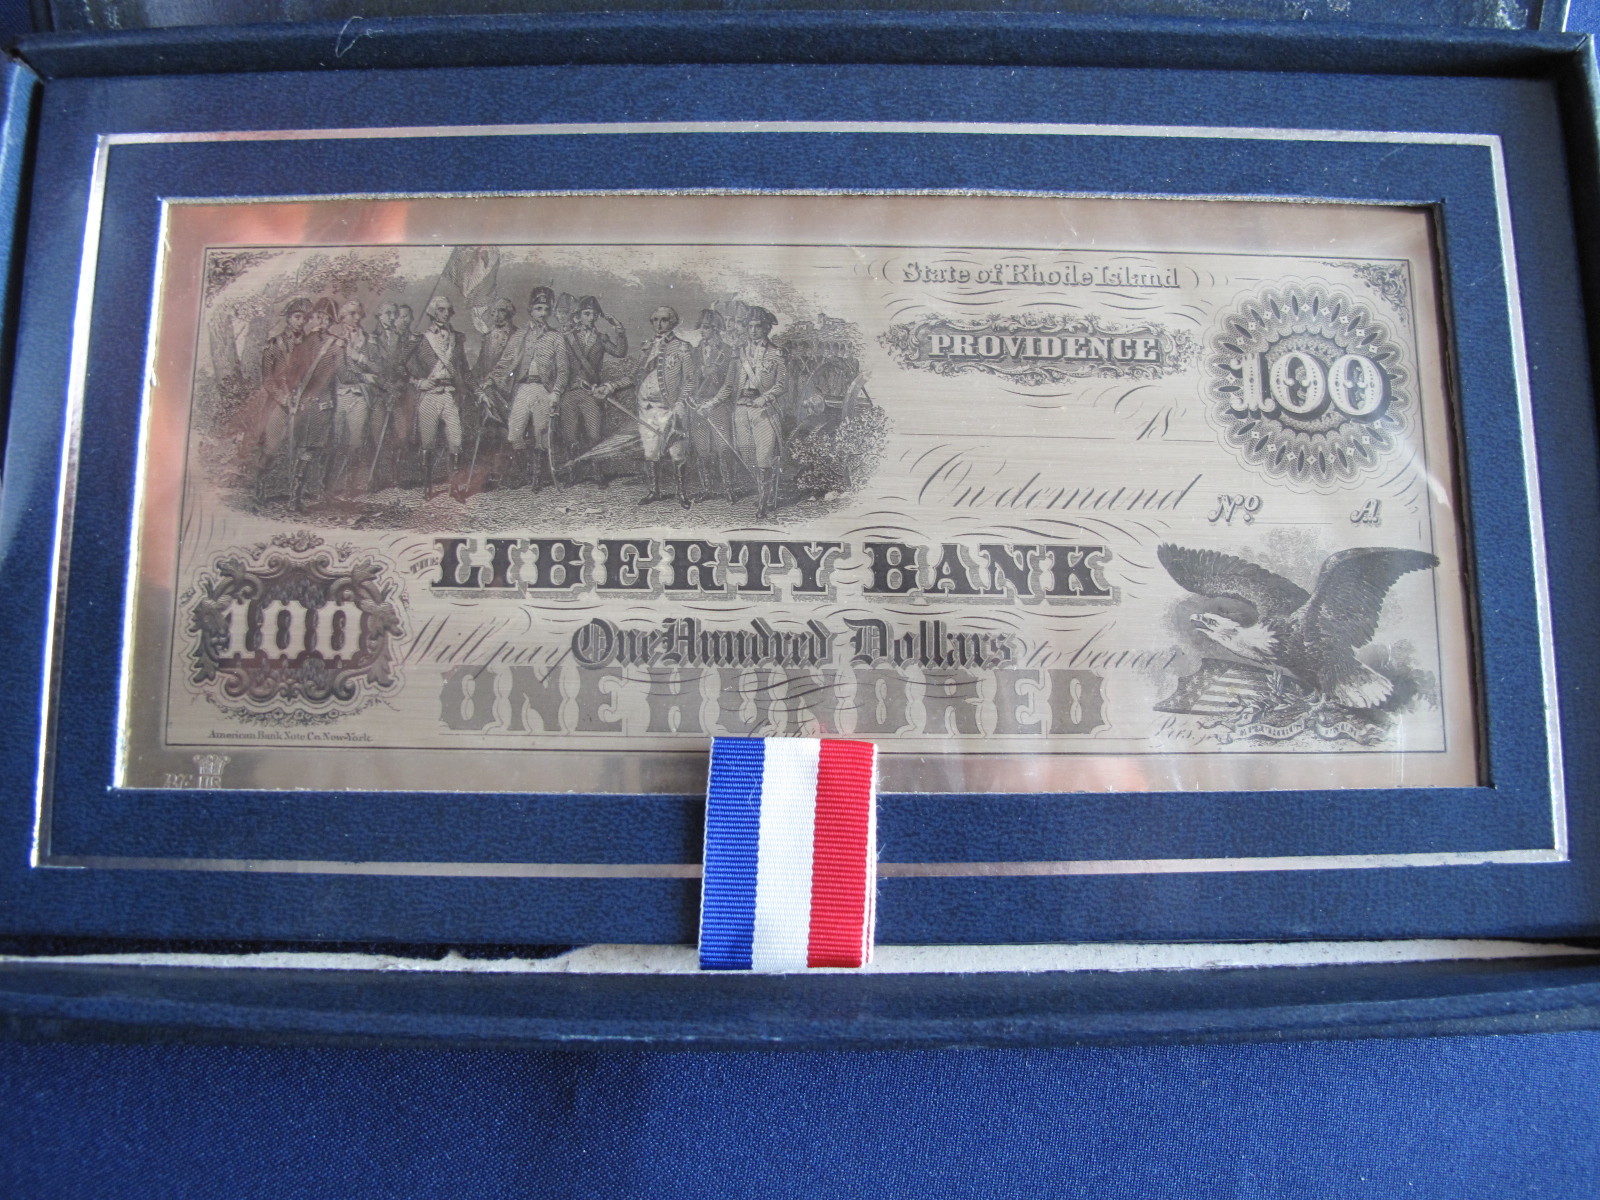 State of Rhode Island
PROVIDENCE
100
18
On demand No A
THE LIBERTY BANK
100
Will pay One Hundred Dollars to bearer
ONE HUNDRED
American Bank Note Co. New-York.